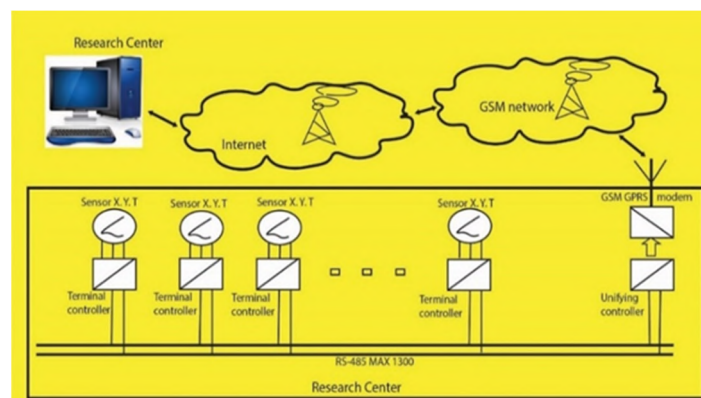 Research Center
Internet
GSM network
GSM GPRS modem
Sensor X.Y.T
Sensor X.Y.T
Sensor X.Y.T
Sensor X.Y.T
Terminal
controller
Terminal
controller
Terminal
controller
Terminal
controller
Unifying
controller
RS-485 MAX 1300
Research Center